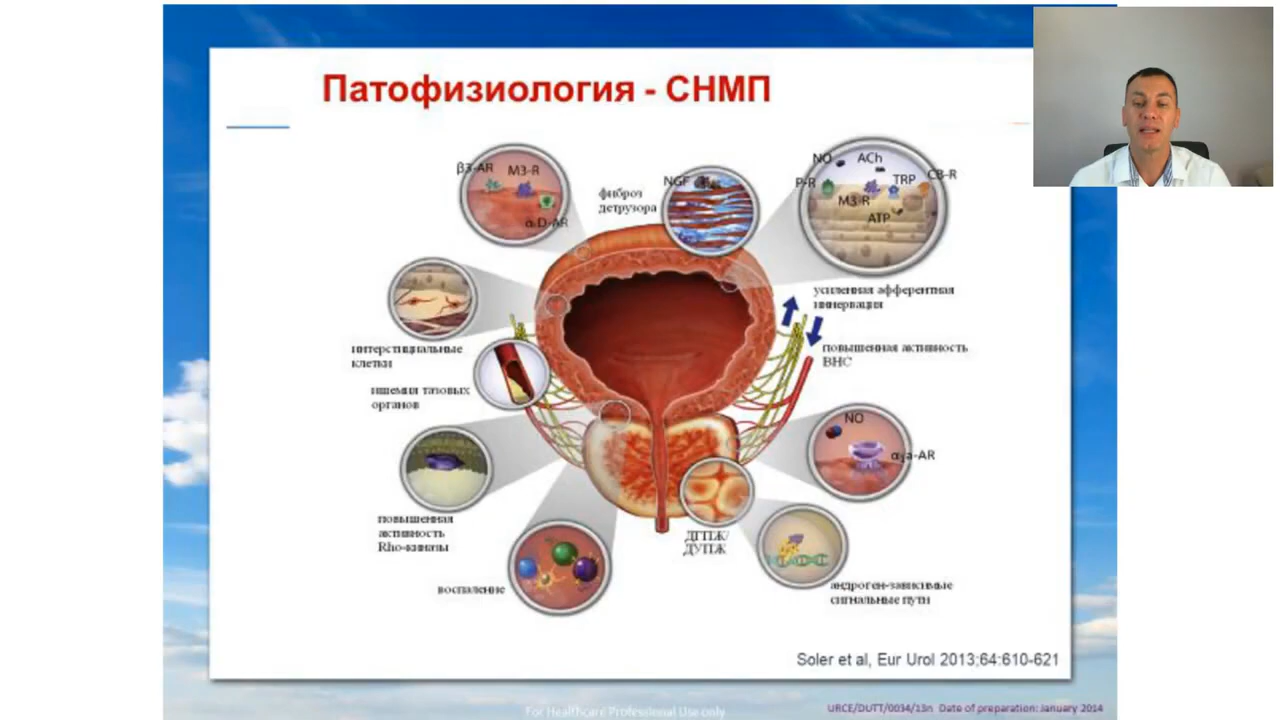 Патофизиология - СНМП
β3-AR
M3-R
α₁D-AR
фиброз
детрузора
NGF
NO
ACh
P-R
TRP
CB-R
M3-R
ATP
усиленная афферентная
иннервация
повышенная активность
ВНС
интерстициальные
клетки
ишемия тазовых
органов
NO
α₁a-AR
повышенная
активность
Rho-киназы
ДГПЖ/
ДУПЖ
воспаление
андроген-зависимые
сигнальные пути
Soler et al, Eur Urol 2013;64:610-621
For Healthcare Professional Use only
URCE/DUTT/0034/13n Date of preparation: January 2014